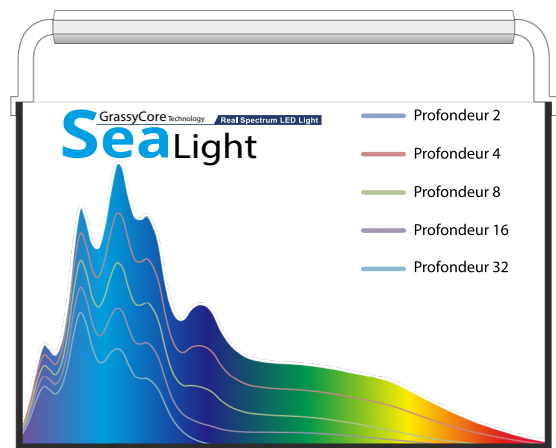 GrassyCore Technology
Real Spectrum LED Light
SeaLight
Profondeur 2
Profondeur 4
Profondeur 8
Profondeur 16
Profondeur 32